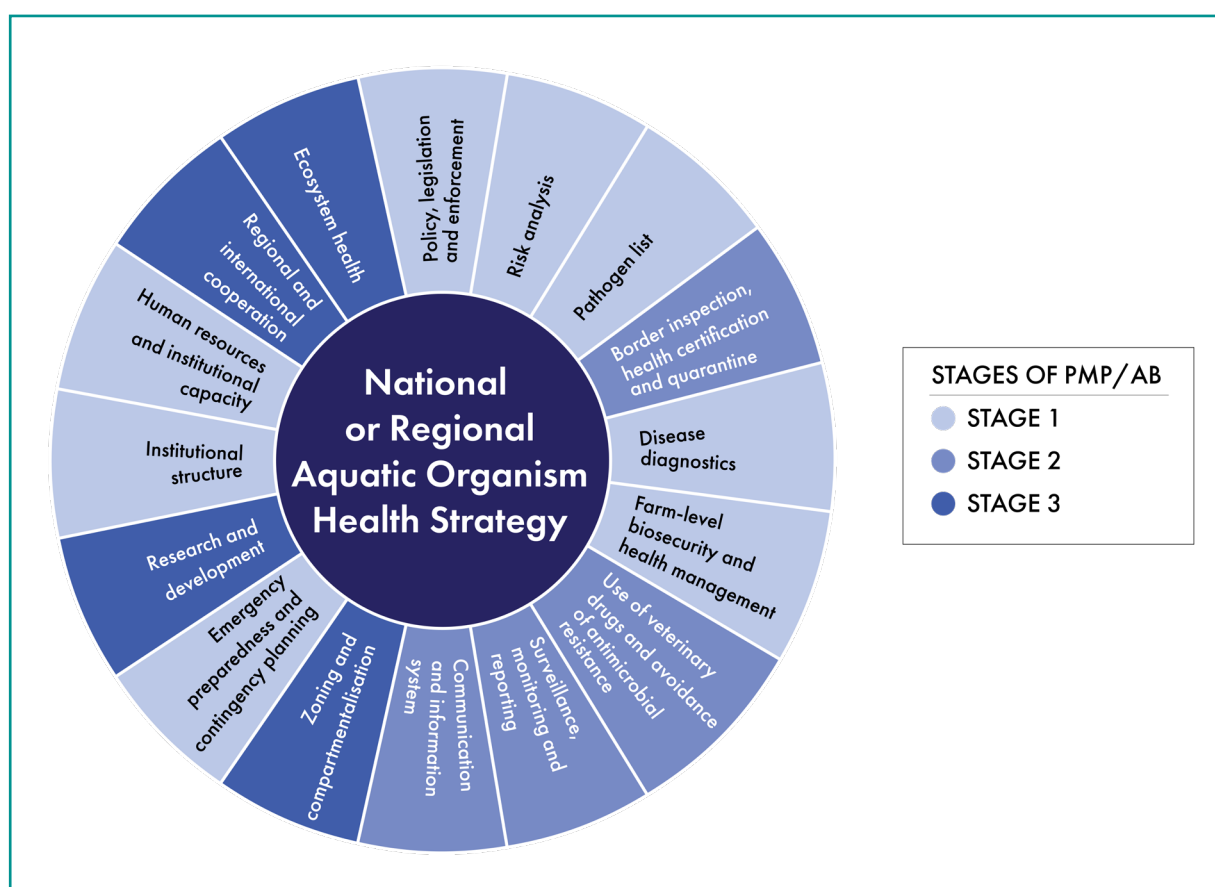 Policy, legislation
and enforcement
Risk analysis
Pathogen list
Border inspection,
health certification
and quarantine
Disease
diagnostics
Farm-level
biosecurity and
health management
Use of veterinary
drugs and avoidance
of antimicrobial
resistance
Surveillance,
monitoring and
reporting
Communication
and information
system
Zoning and
compartmentalisation
Emergency
preparedness and
contingency planning
Research and
development
Institutional
structure
Human resources
and institutional
capacity
Regional and
international
cooperation
Ecosystem health
National
or Regional
Aquatic Organism
Health Strategy
STAGES OF PMP/AB
STAGE 1
STAGE 2
STAGE 3